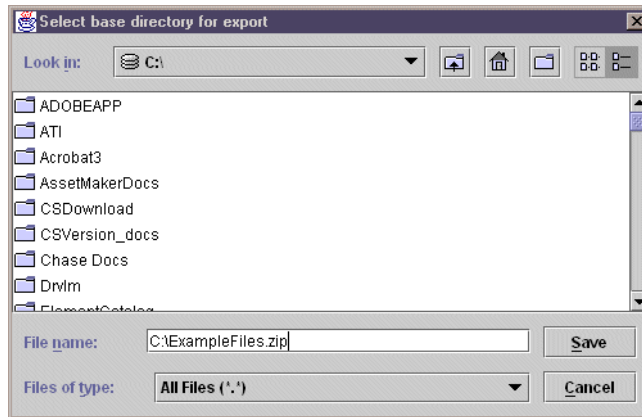 Select base directory for export
Look in: C:\
ADOBEAPP
ATI
Acrobat3
AssetMakerDocs
CSDownload
CSVersion_docs
Chase Docs
Drvlm
ElementCatalog
File name: C:\ExampleFiles.zip Save
Files of type: All Files (*.*) Cancel